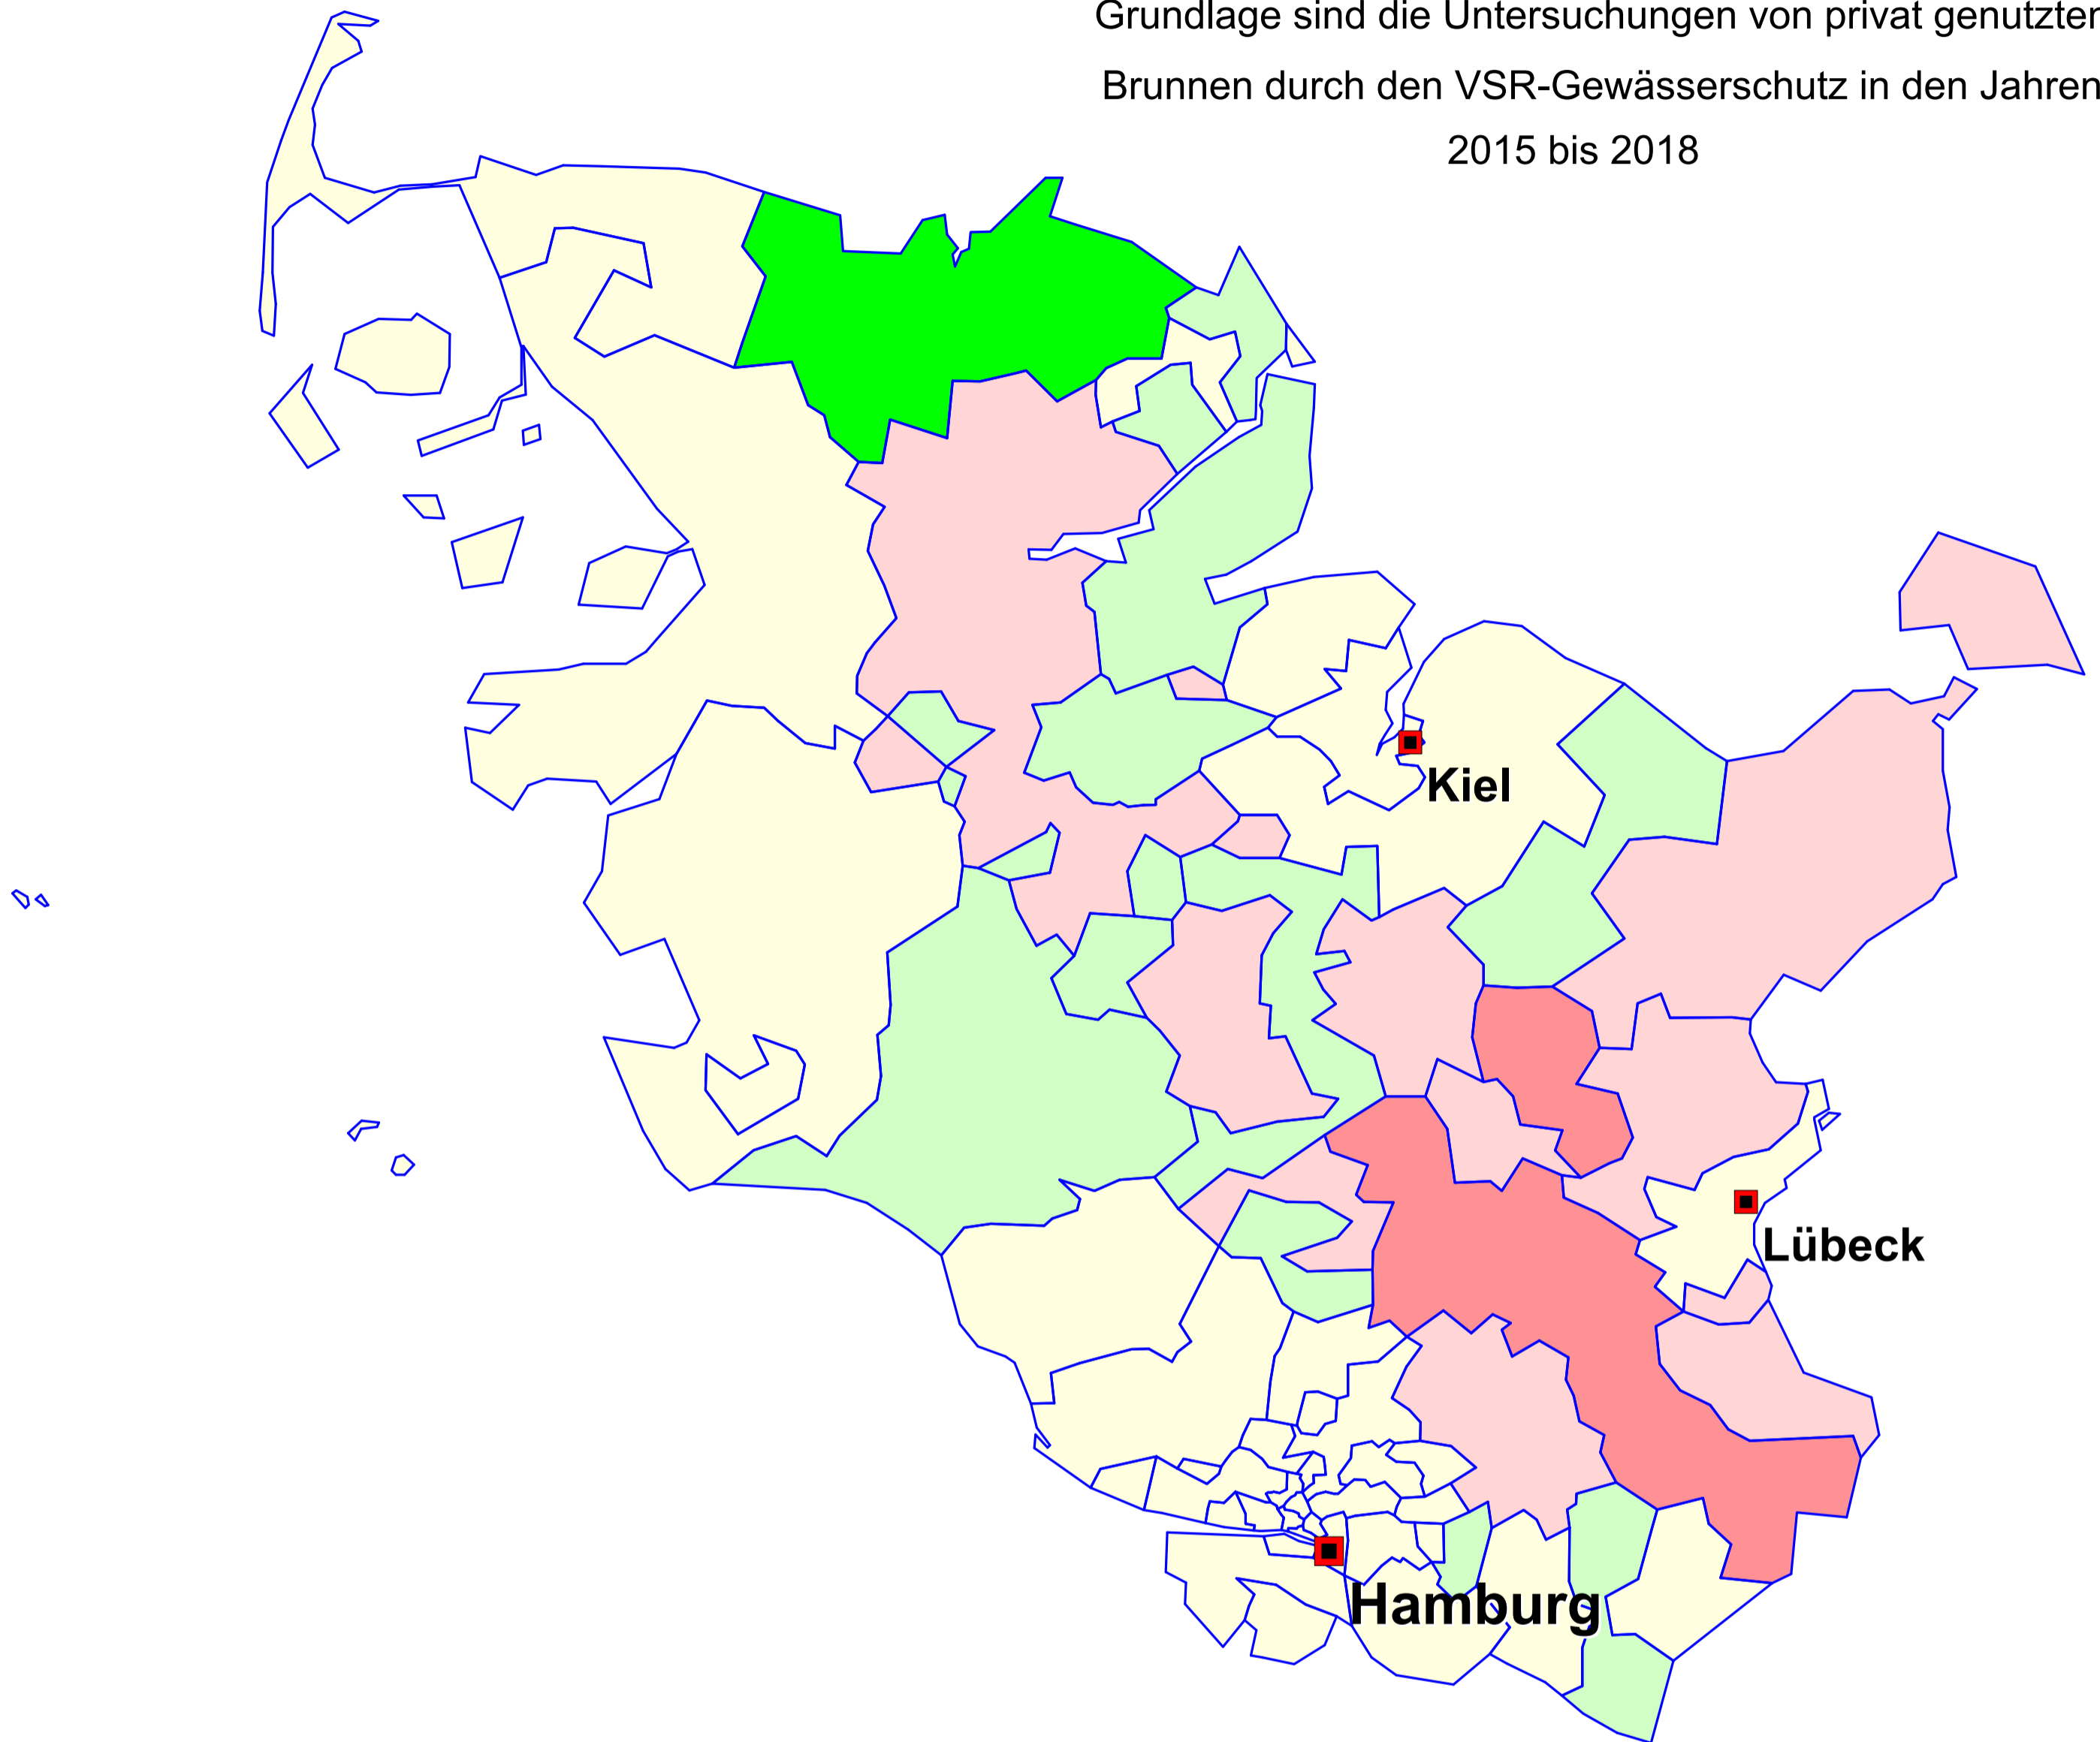 Grundlage sind die Untersuchungen von privat genutzten
Brunnen durch den VSR-Gewässerschutz in den Jahren
2015 bis 2018
Kiel
Lübeck
Hamburg